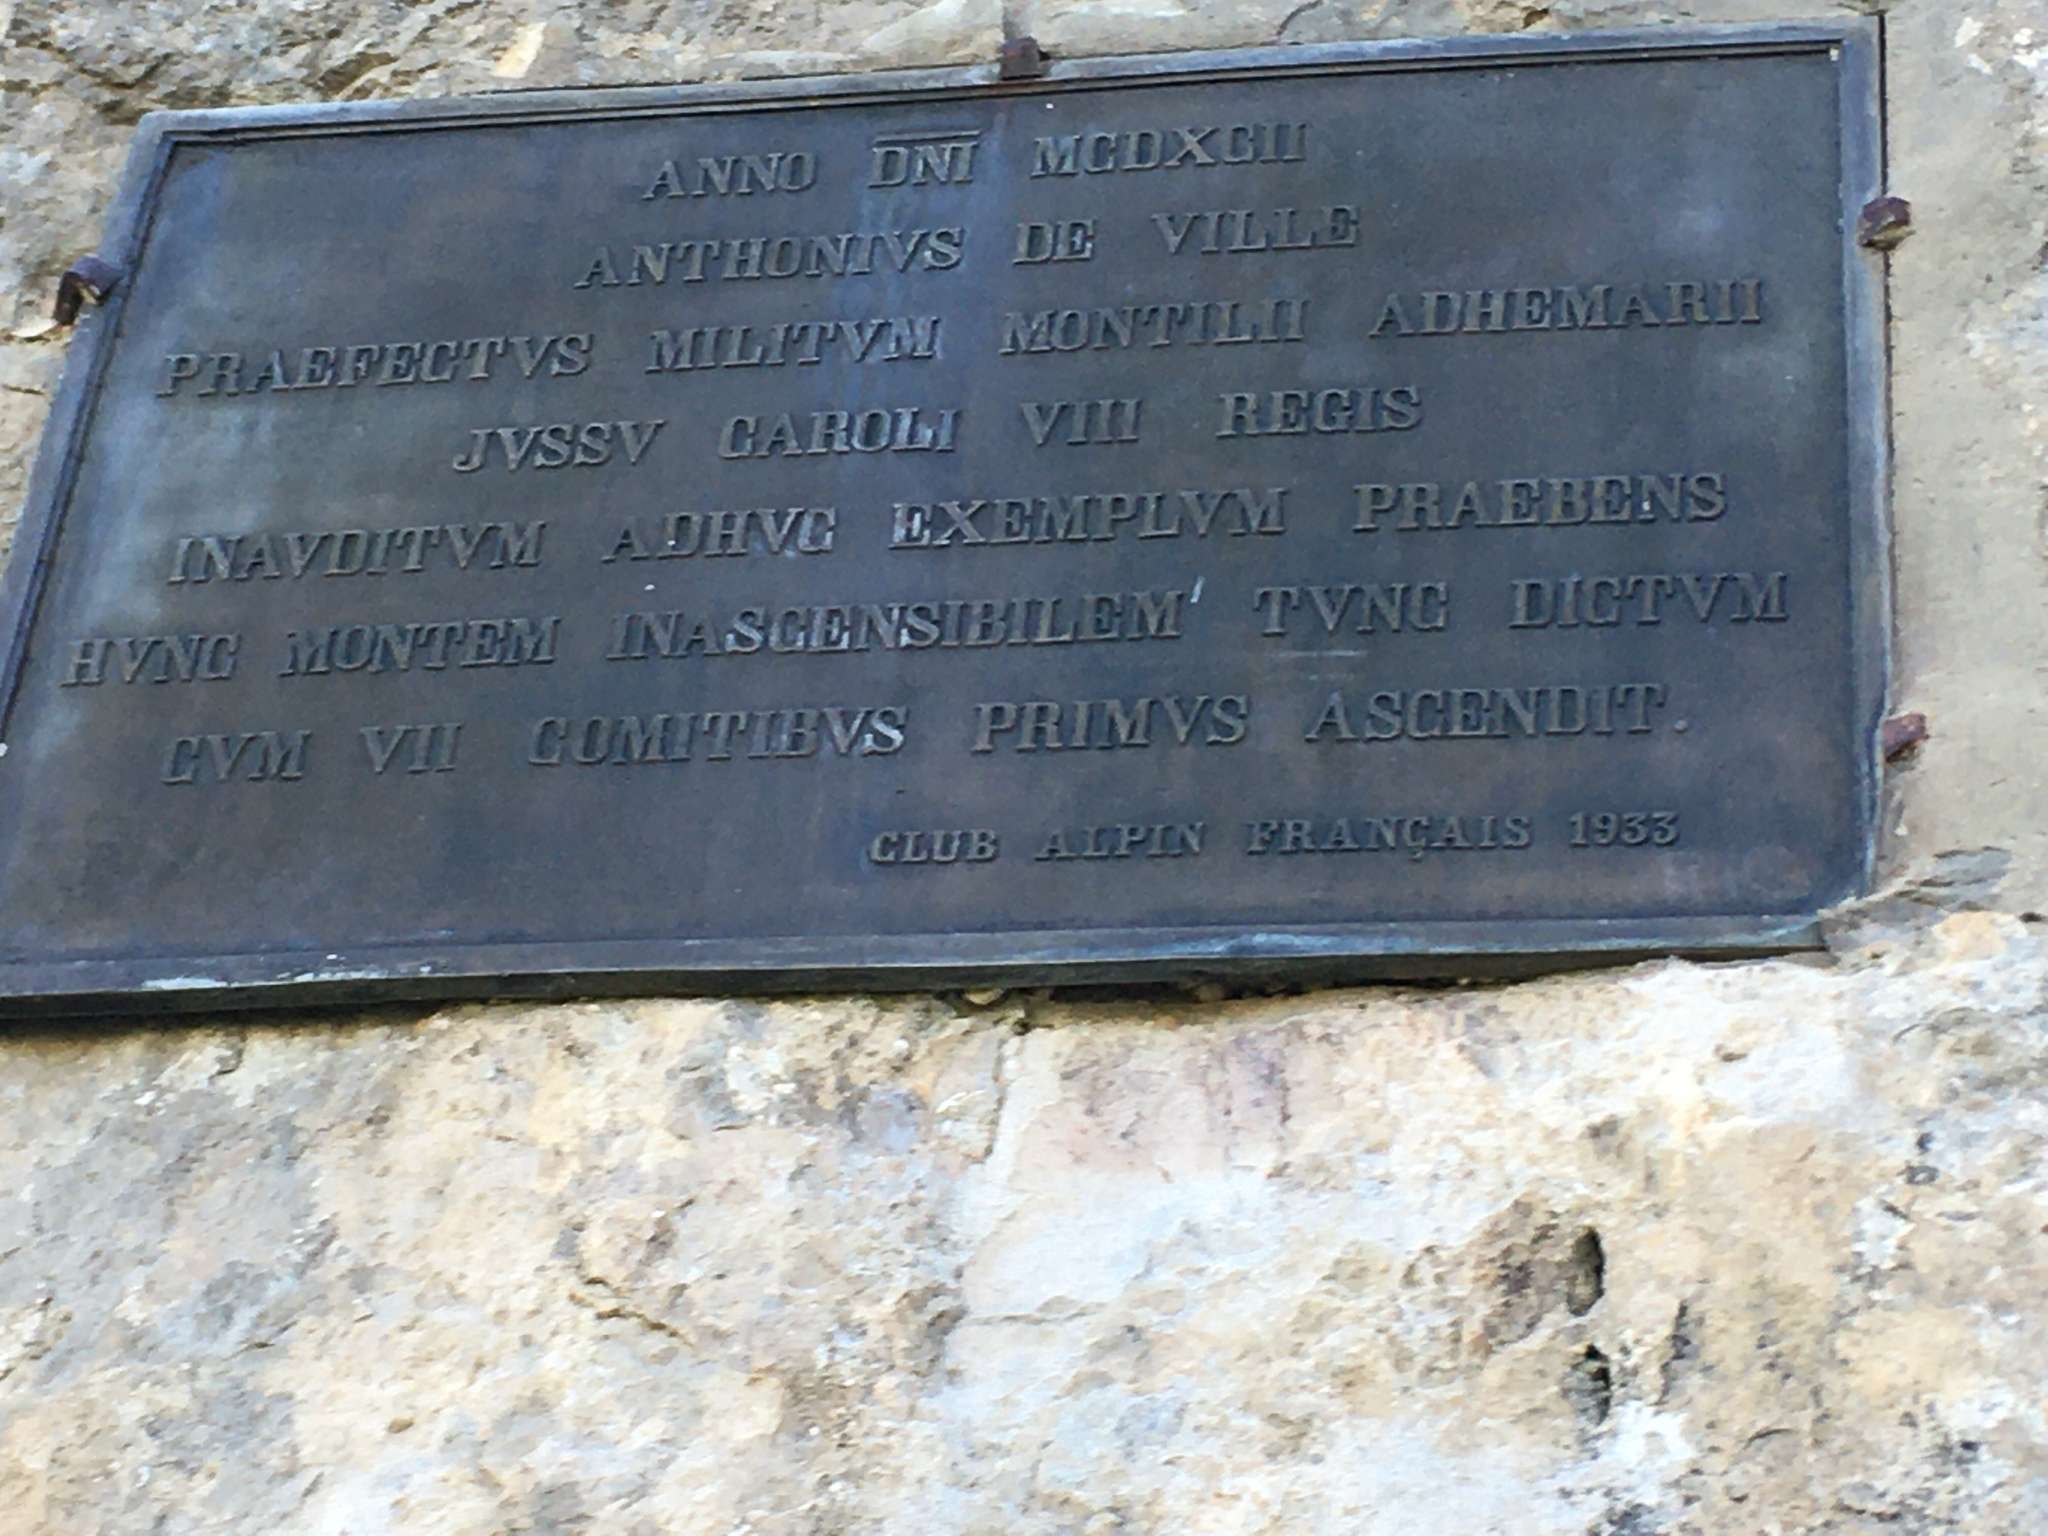 ANNO DNI MCDXCII
ANTHONIVS DE VILLE
PRAEFECTVS MILITVM MONTILII ADHEMARII
JVSSV CAROLI VIII REGIS
INAVDITVM ADHVC EXEMPLVM PRAEBENS
HVNC MONTEM INASCENSIBILEM TVNC DICTVM
CVM VII COMITIBVS PRIMVS ASCENDIT.
CLUB ALPIN FRANÇAIS 1933